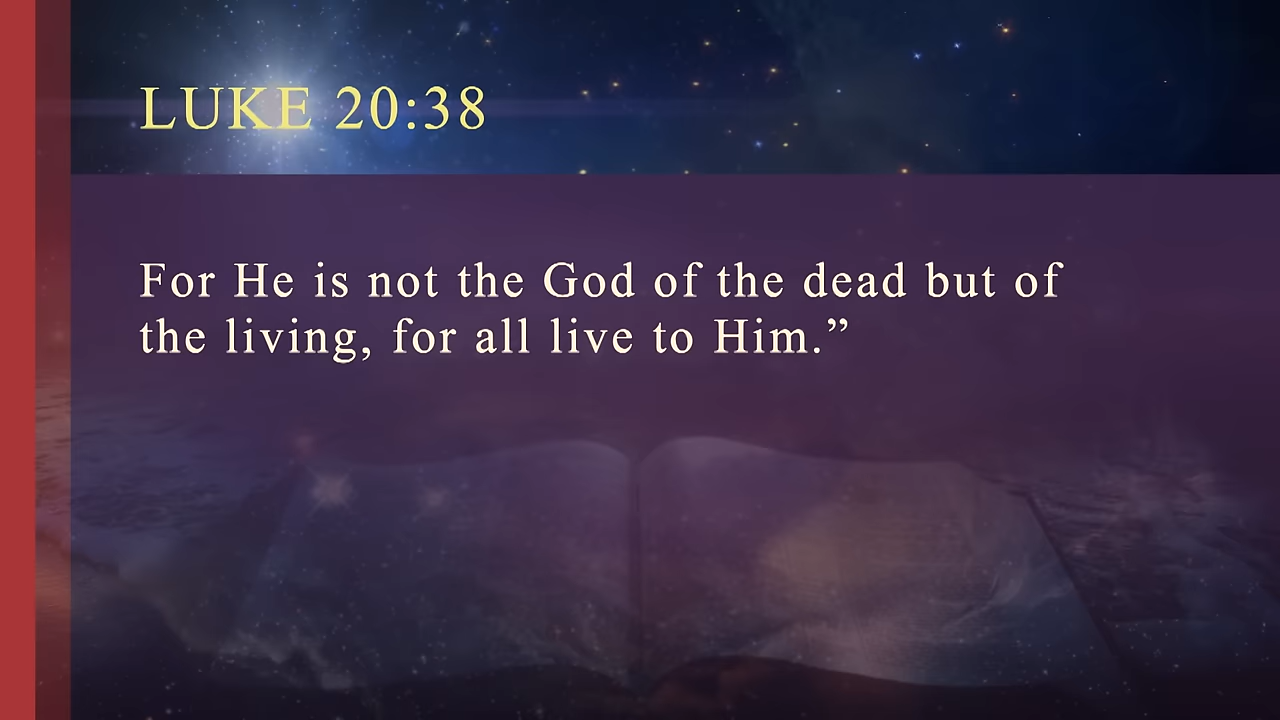 LUKE 20:38
For He is not the God of the dead but of
the living, for all live to Him.”